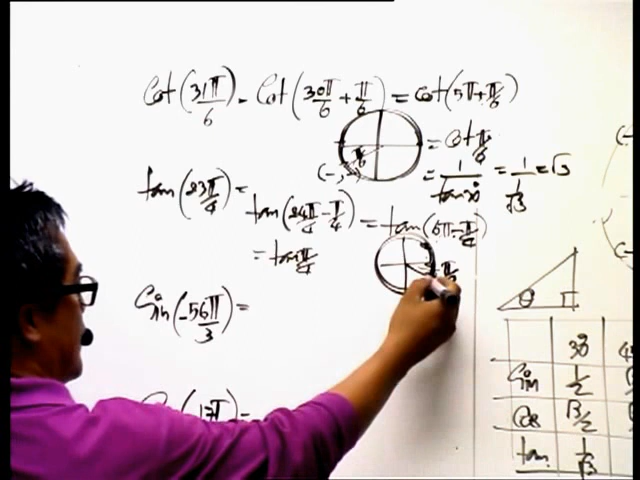 Cot(31π/6) = Cot(30π/6 + π/6) = Cot(5π+π/6)
= Cot π/6
π/6
(-,-)
= 1/tan30° = 1/(1/√3) = √3
tan(23π/4) = tan(24π/4 - π/4) = tan(6π-π/4)
= tan π/4
Sin(-56π/3) =
θ
30°
Sin 1/2
Cos √3/2
tan 1/√3